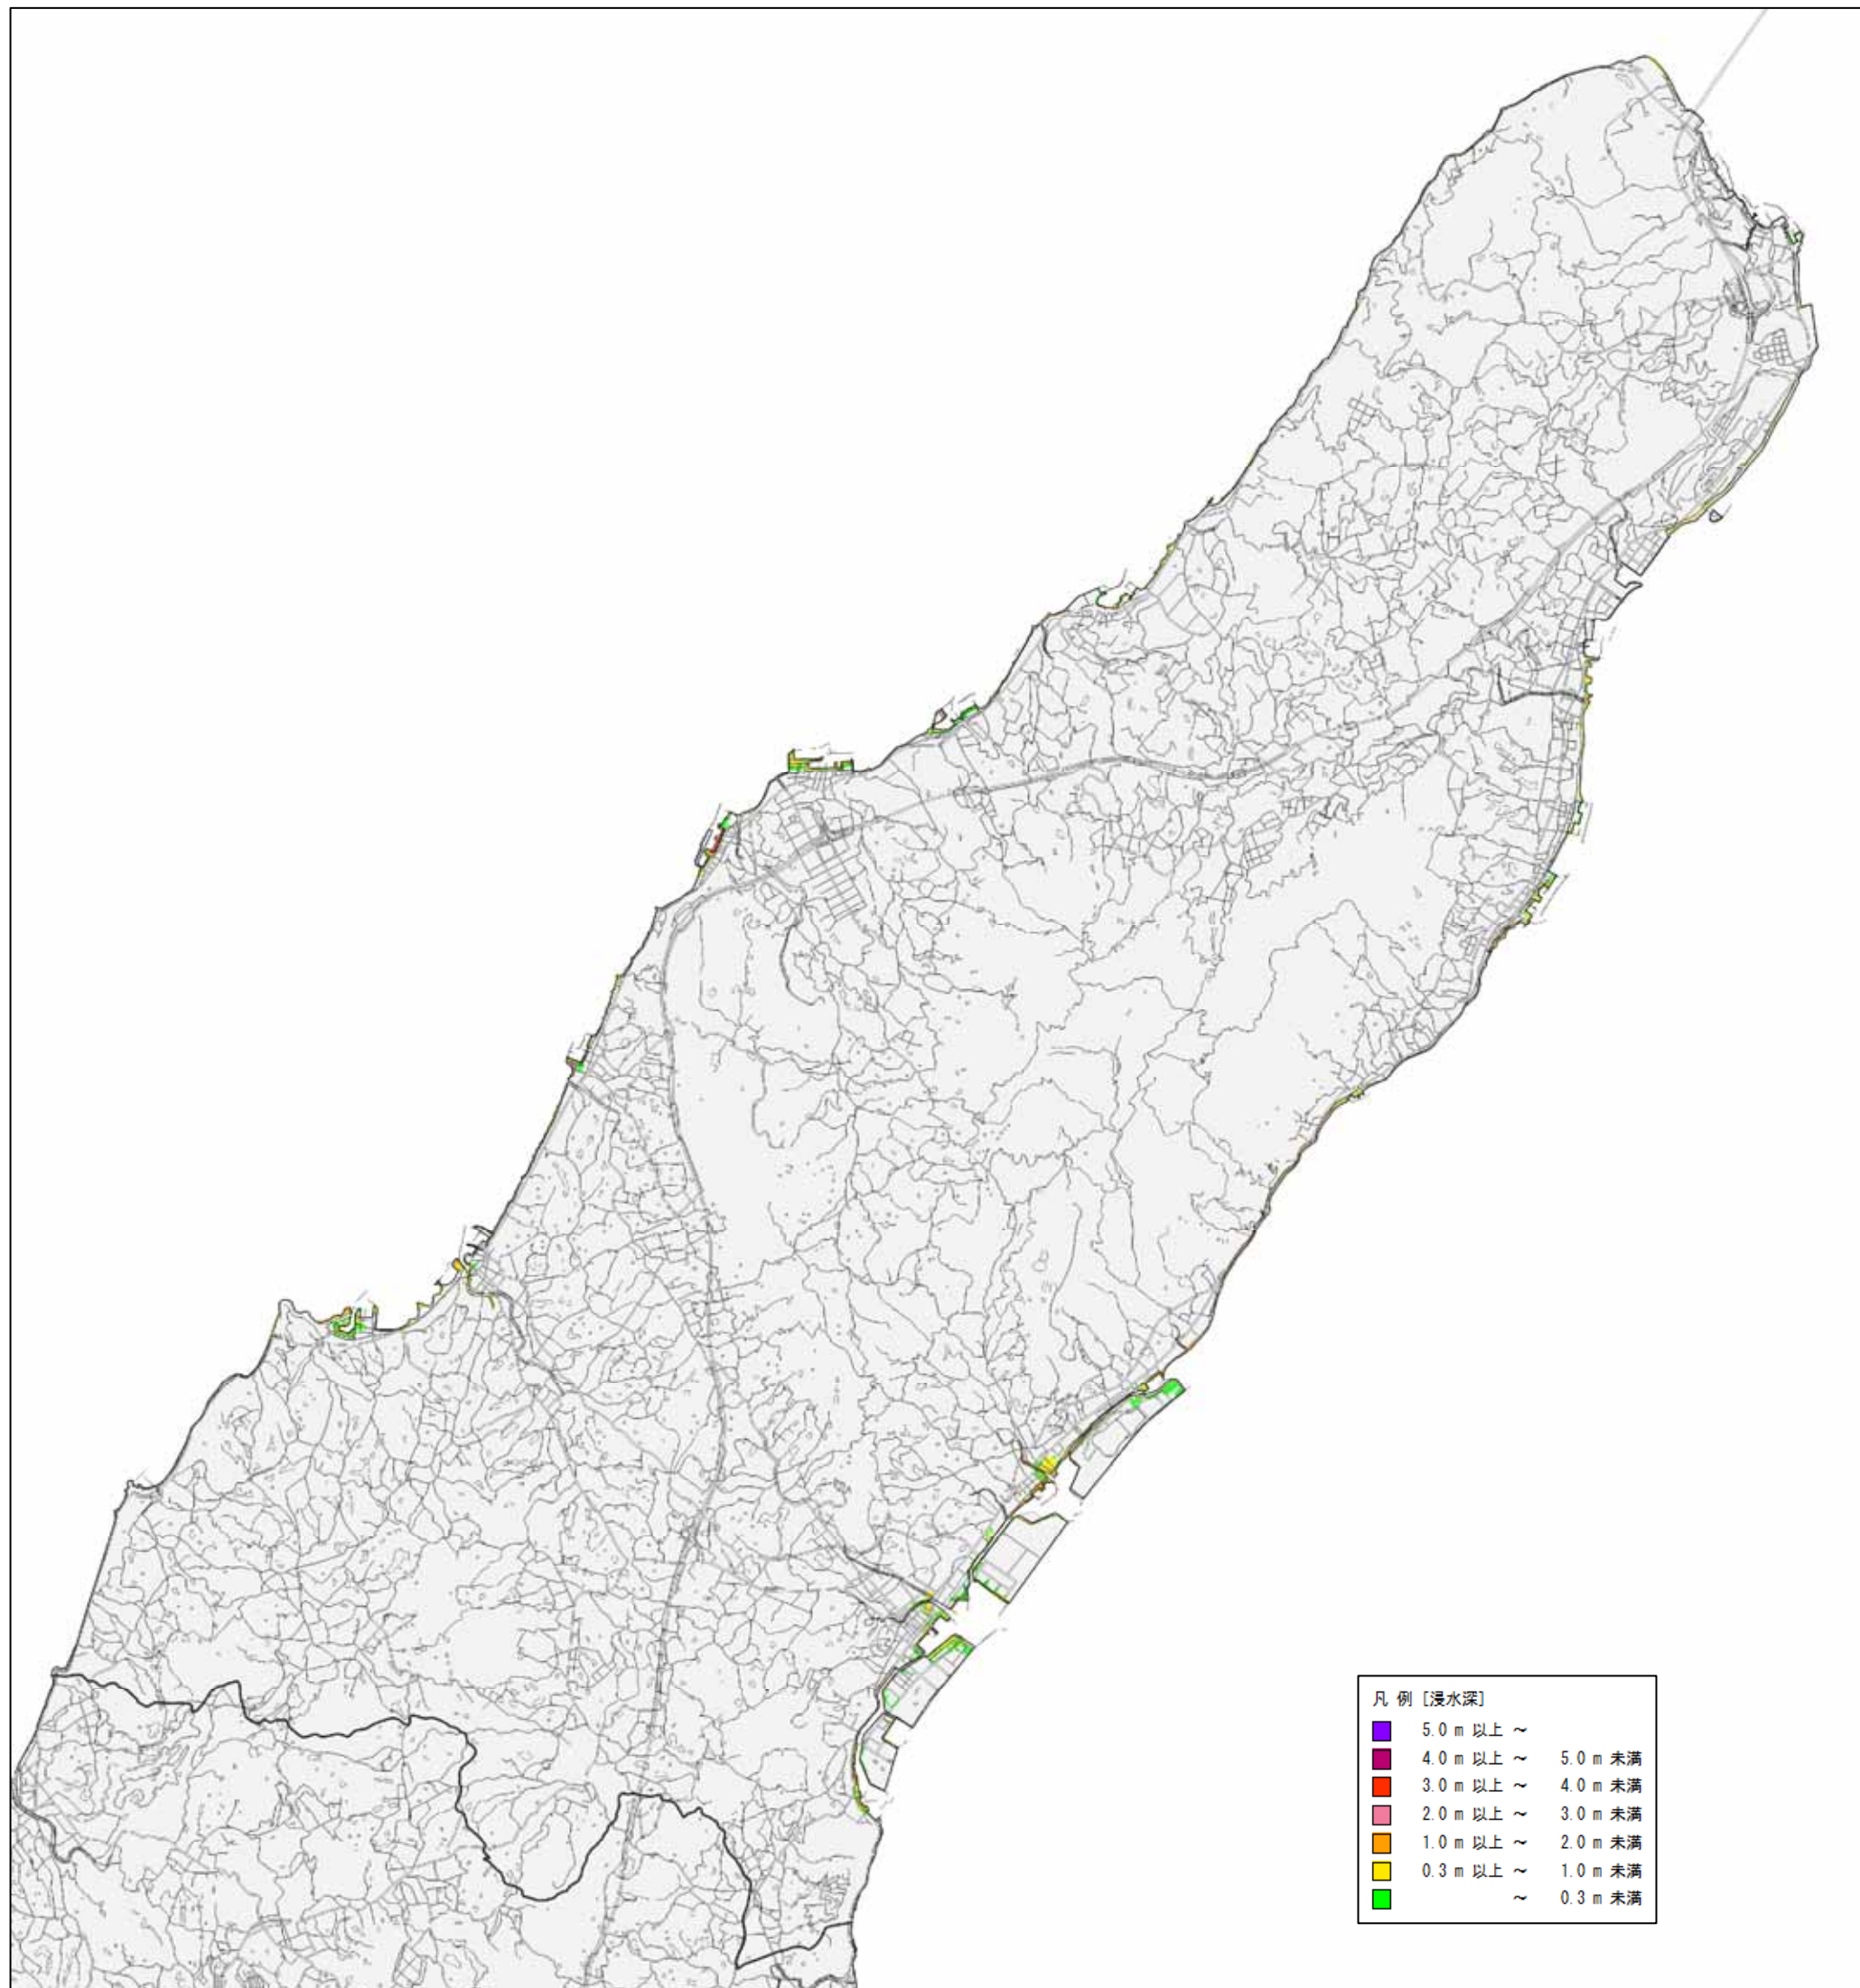 凡 例 [浸水深]
5.0 m 以上 ～
4.0 m 以上 ～ 5.0 m 未満
3.0 m 以上 ～ 4.0 m 未満
2.0 m 以上 ～ 3.0 m 未満
1.0 m 以上 ～ 2.0 m 未満
0.3 m 以上 ～ 1.0 m 未満
～ 0.3 m 未満